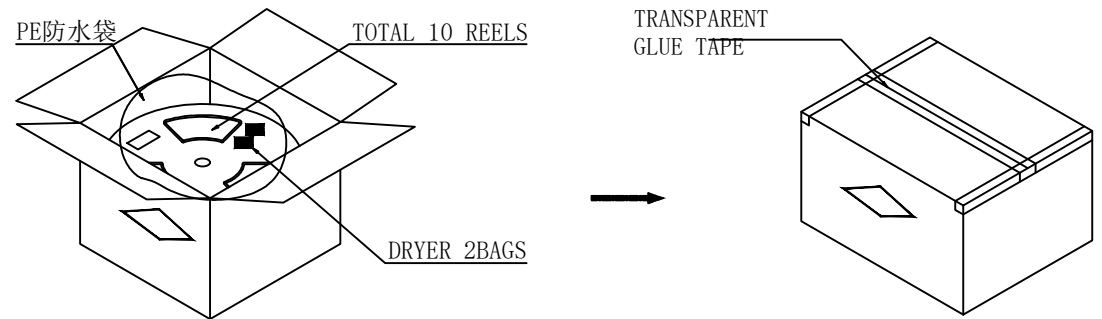 PE防水袋
TOTAL 10 REELS
DRYER 2BAGS
TRANSPARENT
GLUE TAPE